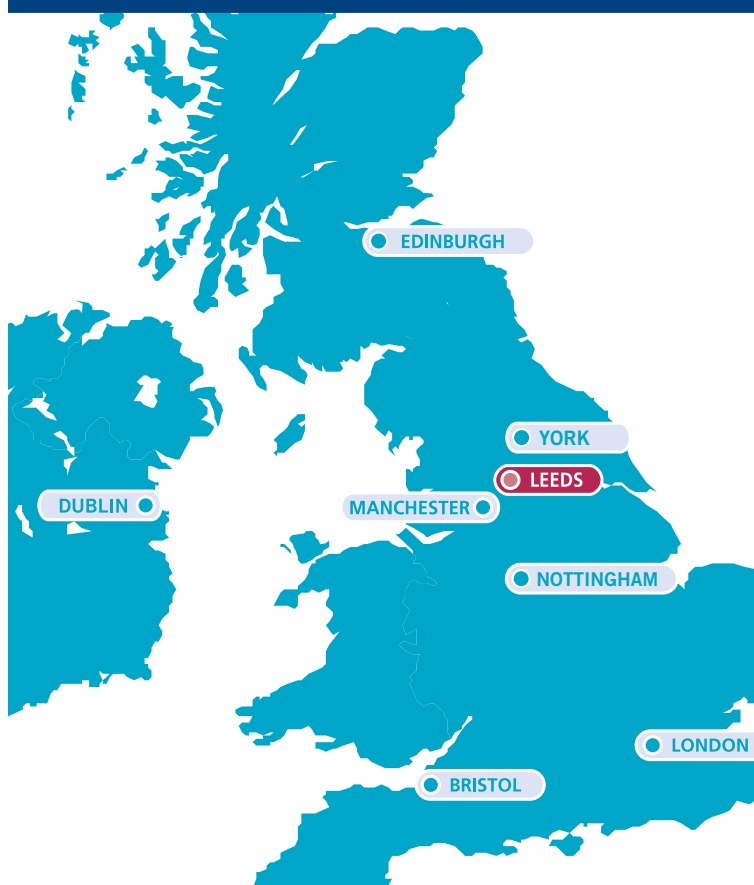 EDINBURGH
YORK
LEEDS
DUBLIN
MANCHESTER
NOTTINGHAM
LONDON
BRISTOL